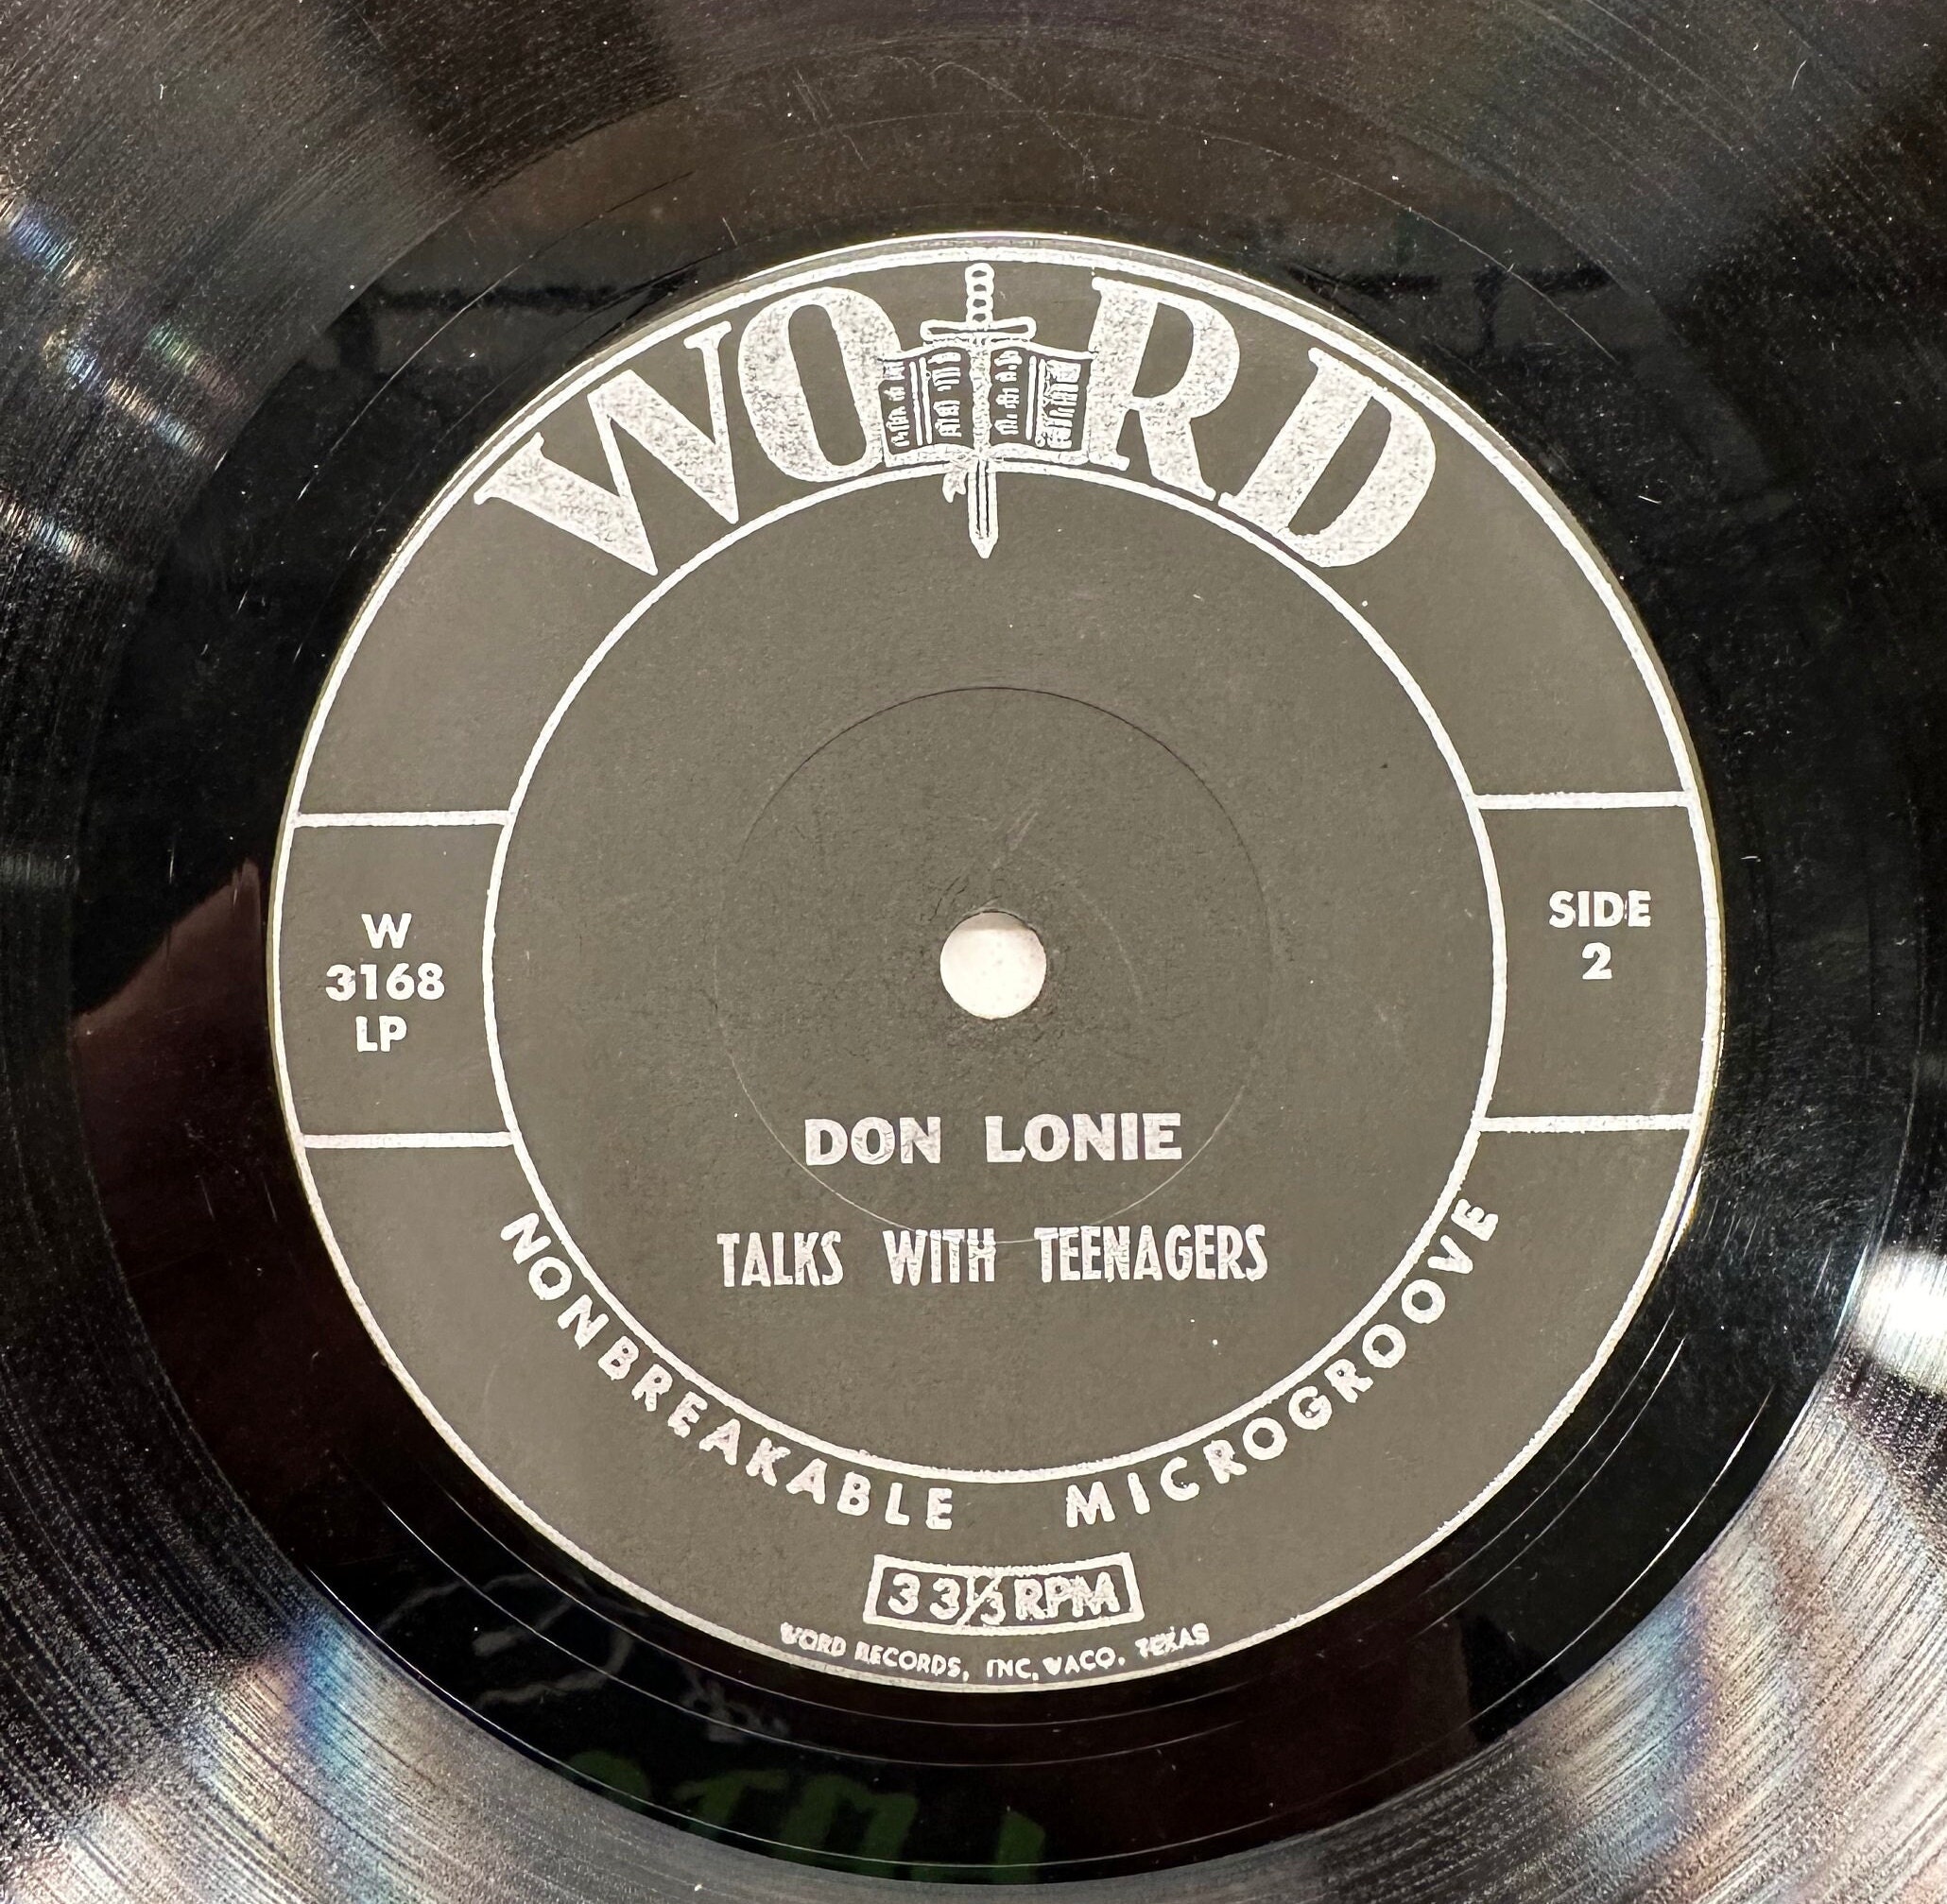 WORD
W
3168
LP
SIDE
2
DON LONIE
TALKS WITH TEENAGERS
NONBREAKABLE MICROGROOVE
33⅓ RPM
WORD RECORDS, INC, WACO, TEXAS